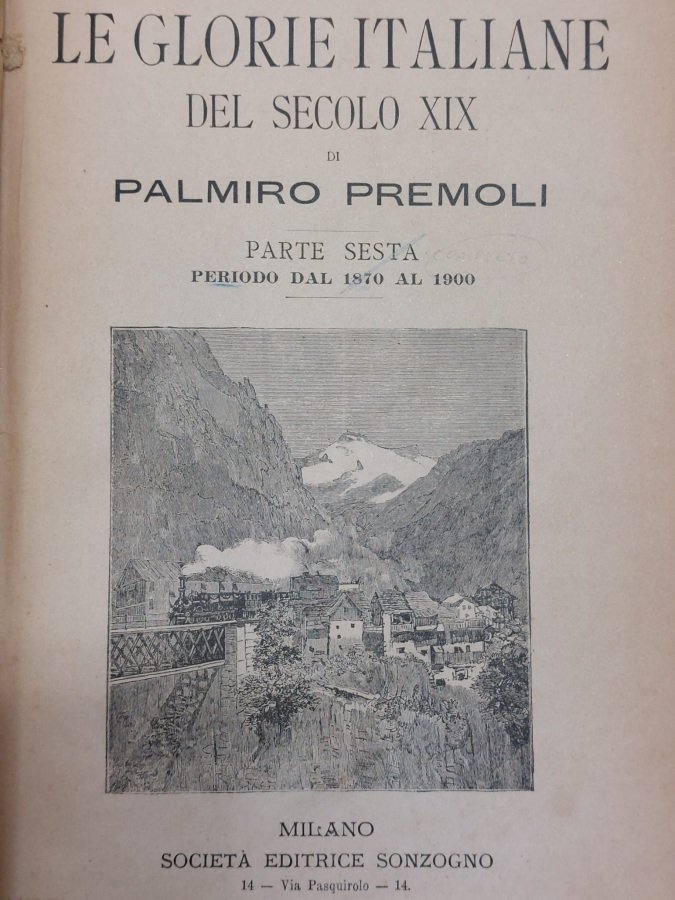 LE GLORIE ITALIANE
DEL SECOLO XIX
DI
PALMIRO PREMOLI
PARTE SESTA
PERIODO DAL 1870 AL 1900
MILANO
SOCIETÀ EDITRICE SONZOGNO
14 — Via Pasquirolo — 14.